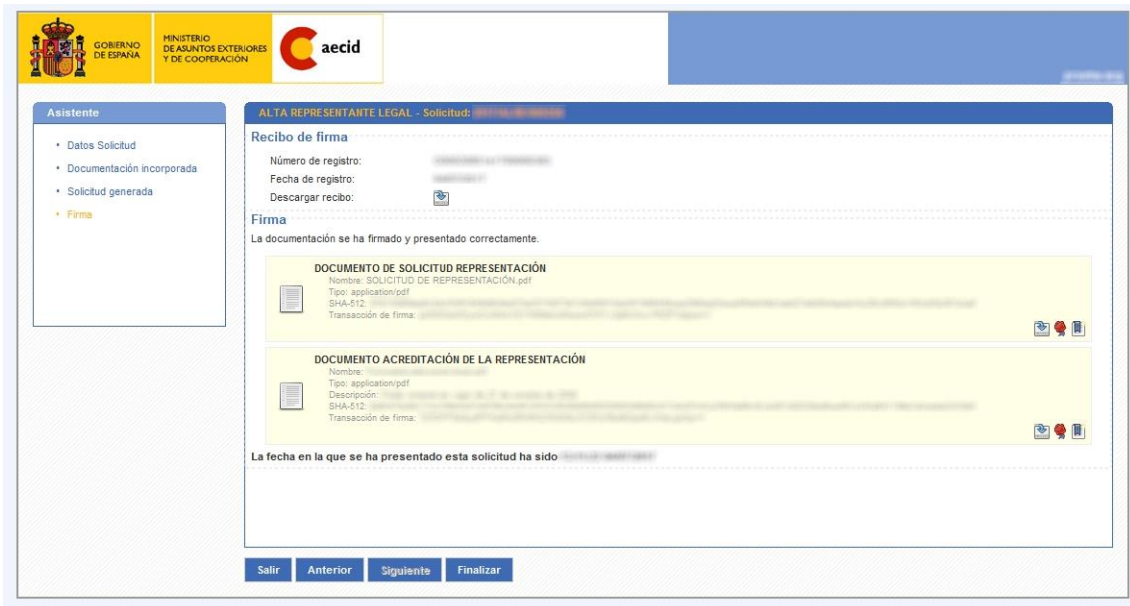 GOBIERNO
DE ESPAÑA
MINISTERIO
DE ASUNTOS EXTERIORES
Y DE COOPERACIÓN
aecid
Asistente
Datos Solicitud
Documentación incorporada
Solicitud generada
Firma
ALTA REPRESENTANTE LEGAL - Solicitud:
Recibo de firma
Número de registro:
Fecha de registro:
Descargar recibo:
Firma
La documentación se ha firmado y presentado correctamente.
DOCUMENTO DE SOLICITUD REPRESENTACIÓN
Nombre: SOLICITUD DE REPRESENTACIÓN.pdf
Tipo: application/pdf
SHA-512:
Transacción de firma:
DOCUMENTO ACREDITACIÓN DE LA REPRESENTACIÓN
Nombre:
Tipo: application/pdf
Descripción:
SHA-512:
Transacción de firma:
La fecha en la que se ha presentado esta solicitud ha sido
Salir
Anterior
Siguiente
Finalizar